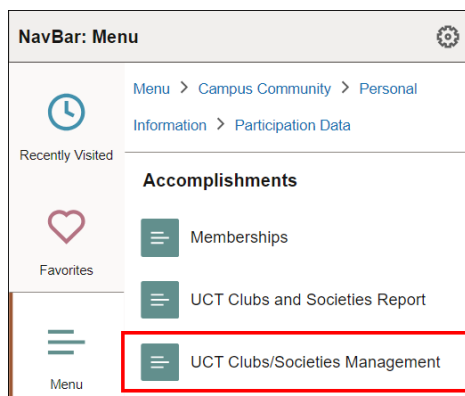 NavBar: Menu
Menu > Campus Community > Personal
Information > Participation Data
Recently Visited
Accomplishments
Memberships
Favorites
UCT Clubs and Societies Report
UCT Clubs/Societies Management
Menu